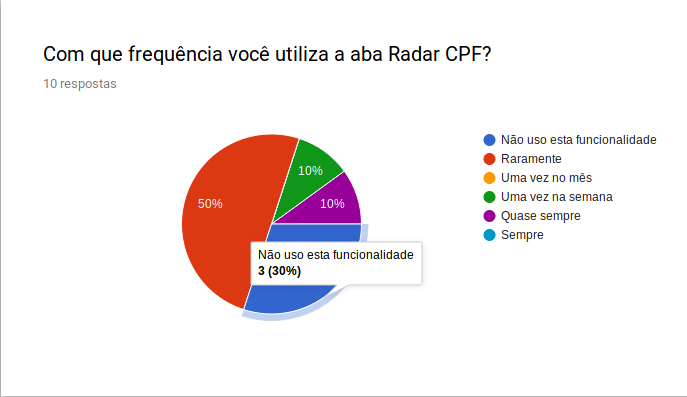 Com que frequência você utiliza a aba Radar CPF?
10 respostas
Não uso esta funcionalidade
Raramente
Uma vez no mês
Uma vez na semana
Quase sempre
Sempre
10%
50%
10%
Não uso esta funcionalidade
3 (30%)